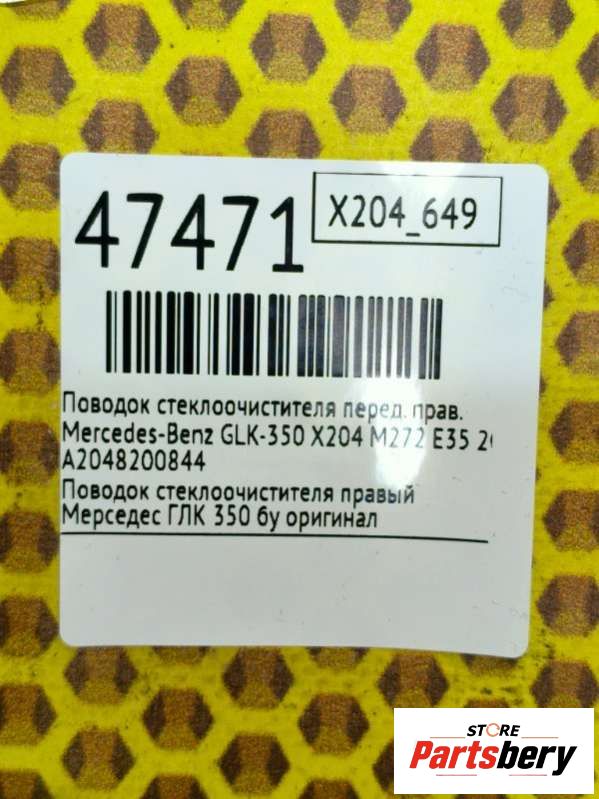 47471
X204_649
Поводок стеклоочистителя перед. прав.
Mercedes-Benz GLK-350 X204 M272 E35
A2048200844
Поводок стеклоочистителя правый
Мерседес ГЛК 350 бу оригинал
STORE
Partsbery